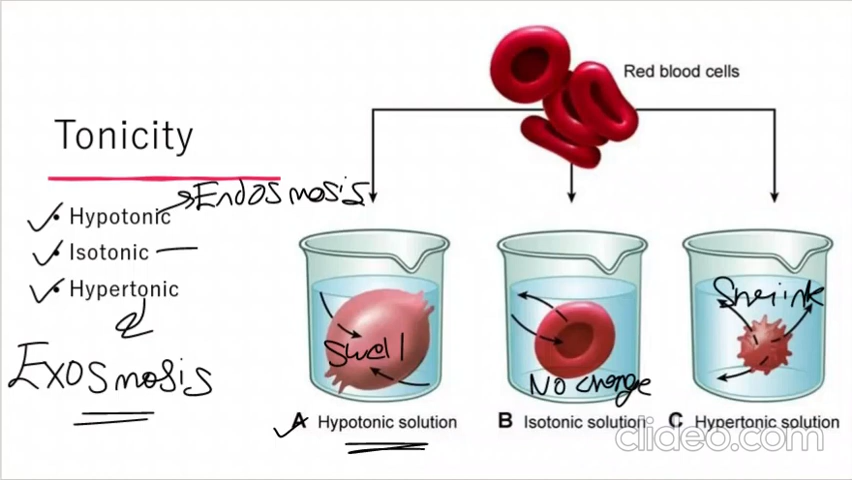 Red blood cells
Tonicity
Hypotonic
Endosmosis
Isotonic
Hypertonic
Exosmosis
Swell
No change
Shrink
A Hypotonic solution
B Isotonic solution
C Hypertonic solution
clideo.com